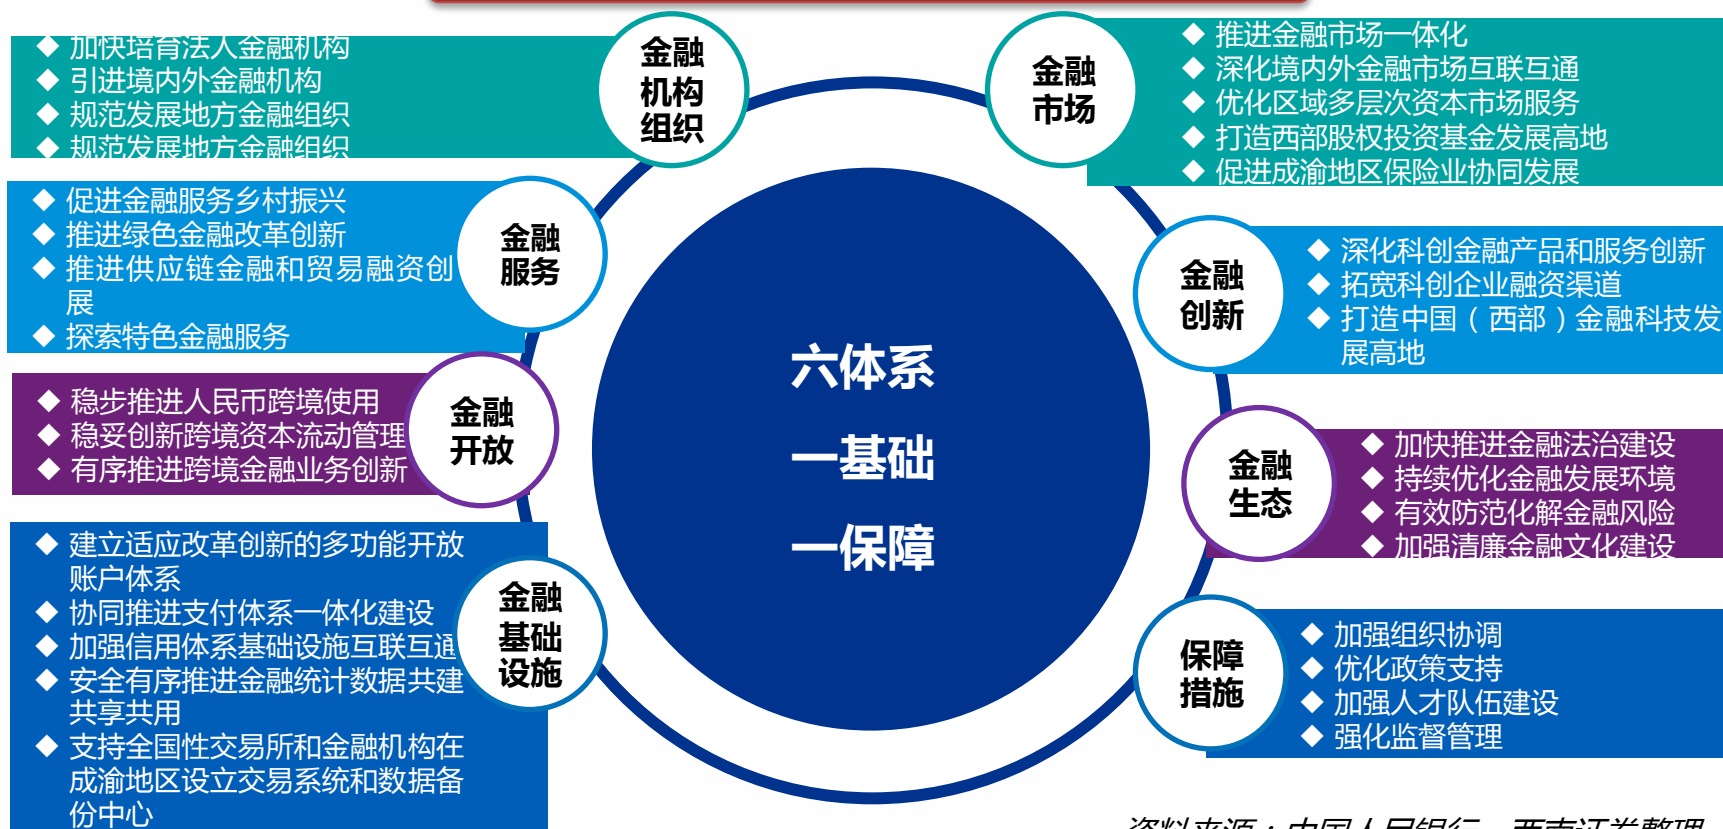 金融
机构
组织
加快培育法人金融机构
引进境内外金融机构
规范发展地方金融组织
规范发展地方金融组织
金融
市场
推进金融市场一体化
深化境内外金融市场互联互通
优化区域多层次资本市场服务
打造西部股权投资基金发展高地
促进成渝地区保险业协同发展
金融
服务
促进金融服务乡村振兴
推进绿色金融改革创新
推进供应链金融和贸易融资创
展
探索特色金融服务
金融
创新
深化科创金融产品和服务创新
拓宽科创企业融资渠道
打造中国（西部）金融科技发
展高地
金融
开放
稳步推进人民币跨境使用
稳妥创新跨境资本流动管理
有序推进跨境金融业务创新
金融
生态
加快推进金融法治建设
持续优化金融发展环境
有效防范化解金融风险
加强清廉金融文化建设
金融
基础
设施
建立适应改革创新的多功能开放
账户体系
协同推进支付体系一体化建设
加强信用体系基础设施互联互通
安全有序推进金融统计数据共建
共享共用
支持全国性交易所和金融机构在
成渝地区设立交易系统和数据备
份中心
保障
措施
加强组织协调
优化政策支持
加强人才队伍建设
强化监督管理
六体系
一基础
一保障
资料来源：中国人民银行，西南证券整理